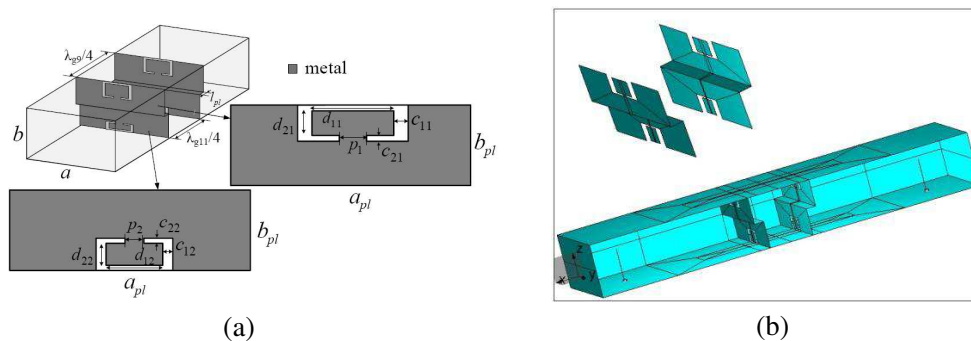 λg9/4
metal
lpl
b
λg11/4
a
d21
d11
c11
p1
c21
bpl
apl
p2
c22
bpl
d22
d12
c12
apl
z
x
y
(a)
(b)